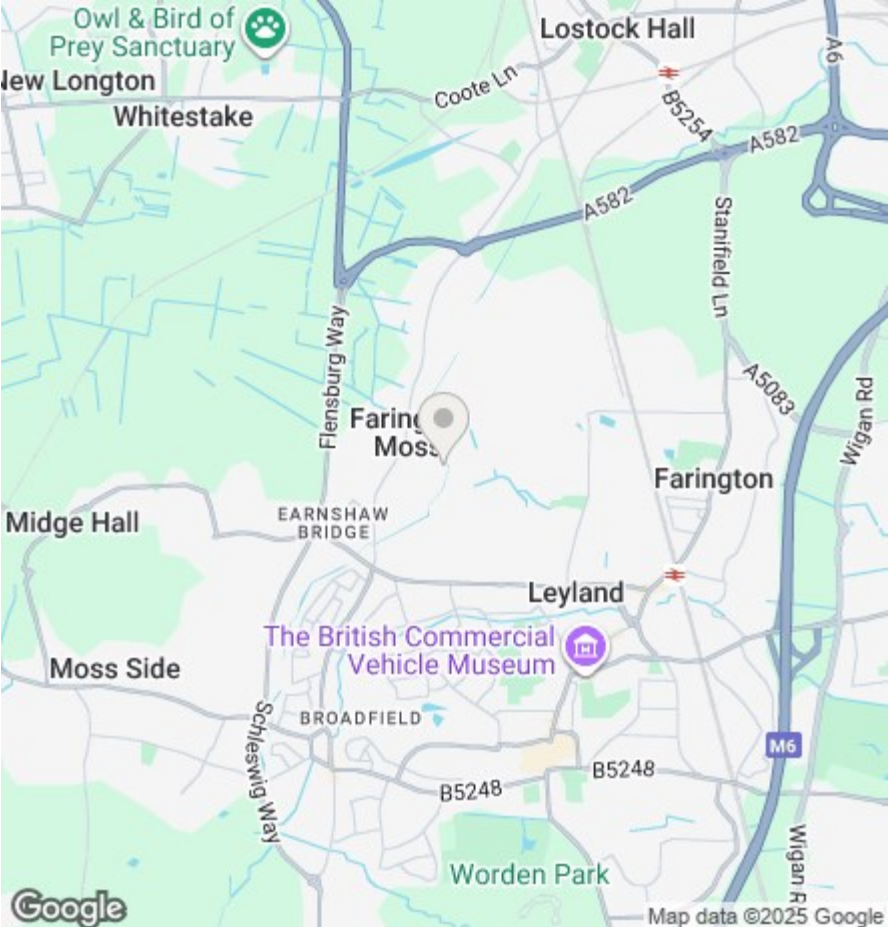 Owl & Bird of
Prey Sanctuary
Lostock Hall
A6
New Longton
Coote Ln
Whitestake
B5254
A582
A582
Stanifield Ln
Flensburg Way
A5083
Wigan Rd
Faring
Moss
Farington
Midge Hall
EARNSHAW
BRIDGE
Leyland
The British Commercial
Vehicle Museum
Moss Side
Schleswig Way
BROADFIELD
M6
B5248
B5248
Wigan R
Worden Park
Google
Map data ©2025 Google